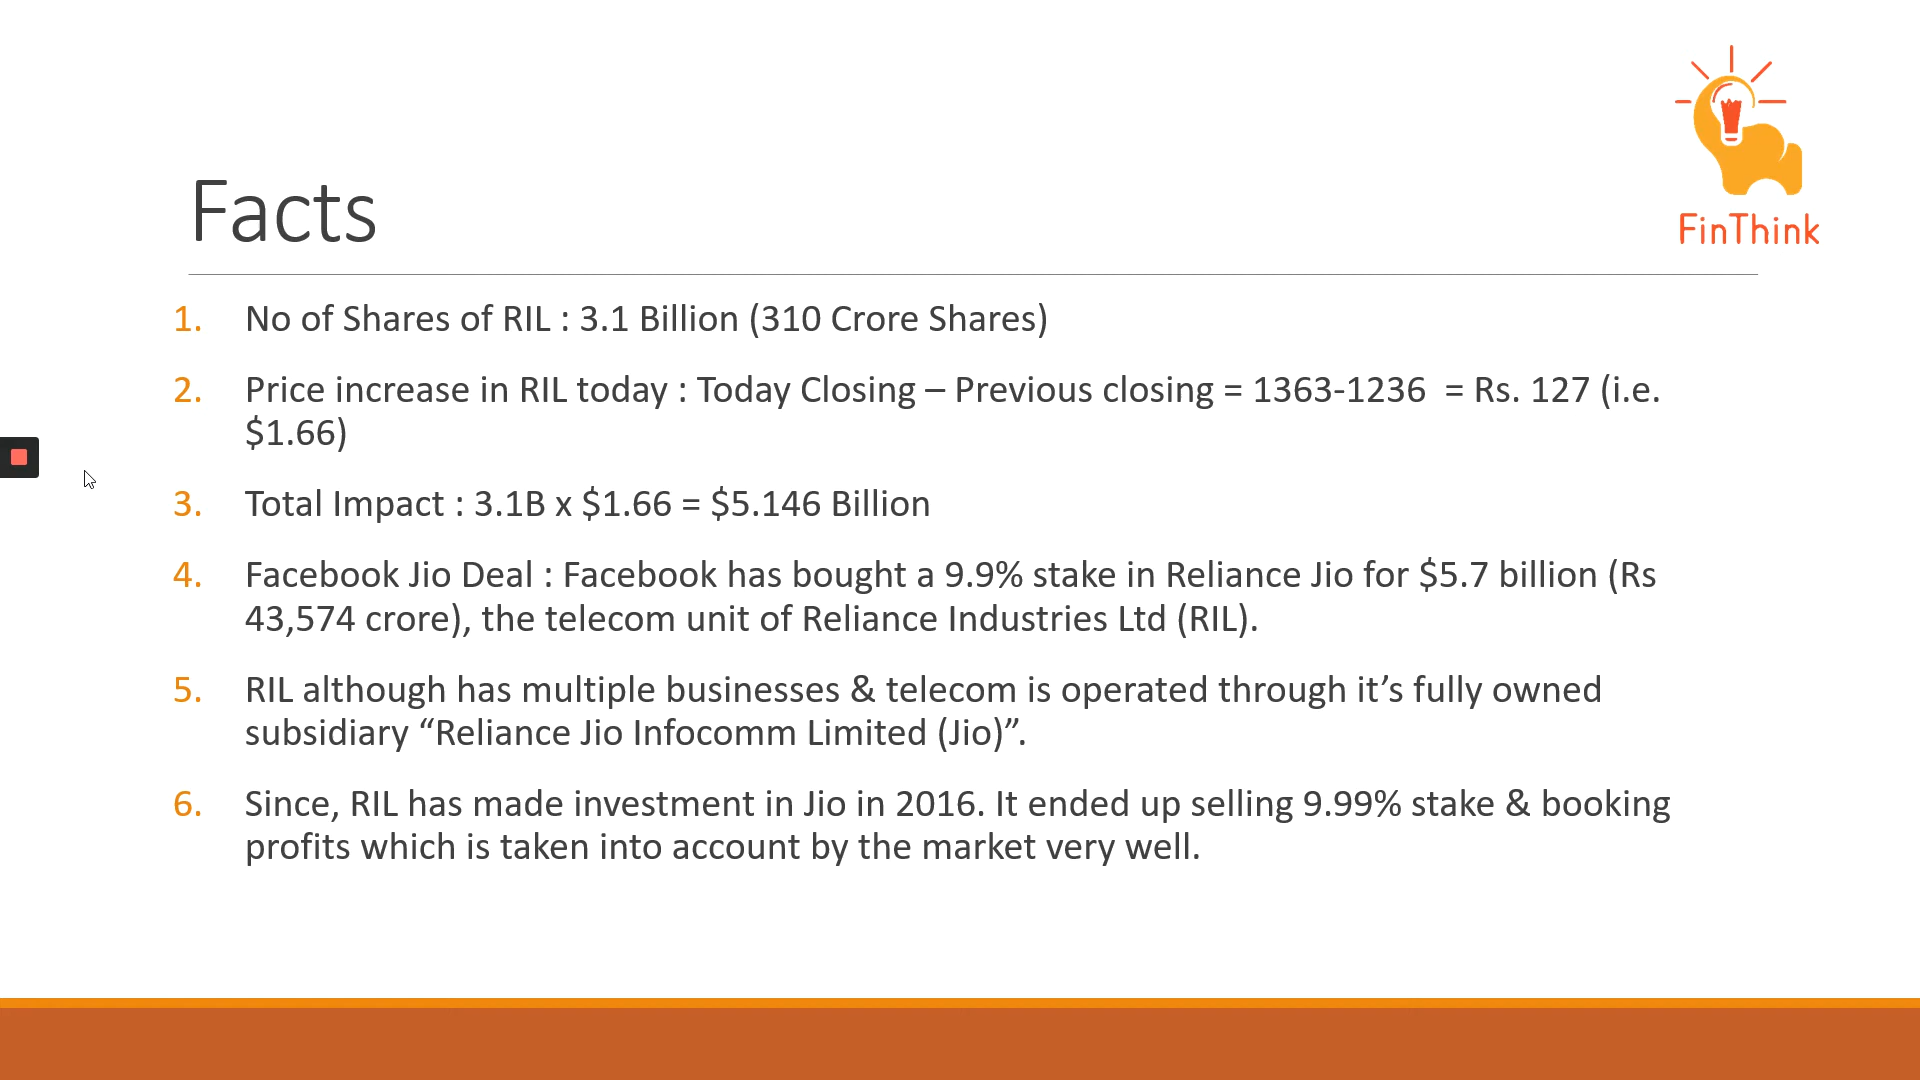 FinThink
Facts
1. No of Shares of RIL : 3.1 Billion (310 Crore Shares)
2. Price increase in RIL today : Today Closing – Previous closing = 1363-1236  = Rs. 127 (i.e.
$1.66)
3. Total Impact : 3.1B x $1.66 = $5.146 Billion
4. Facebook Jio Deal : Facebook has bought a 9.9% stake in Reliance Jio for $5.7 billion (Rs
43,574 crore), the telecom unit of Reliance Industries Ltd (RIL).
5. RIL although has multiple businesses & telecom is operated through it’s fully owned
subsidiary “Reliance Jio Infocomm Limited (Jio)”.
6. Since, RIL has made investment in Jio in 2016. It ended up selling 9.99% stake & booking
profits which is taken into account by the market very well.